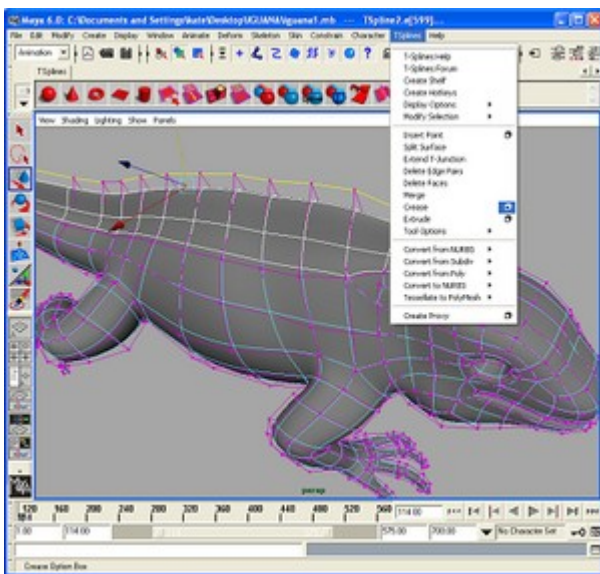 Maya 6.0: C:\Documents and Settings\kate\Desktop\IGUANA\iguana1.mb --- TSpline2.e[599]...
File Edit Modify Create Display Window Animate Deform Skeleton Skin Constrain Character TSplines Help
Animation
TSplines
View Shading Lighting Show Panels
T-Splines Help
T-Splines Forum
Create Shelf
Create Hotkeys
Display Options
Modify Selection
Insert Point
Split Surface
Extend T-Junction
Delete Edge Pairs
Delete Faces
Merge
Crease
Extrude
Tool Options
Convert from NURBS
Convert from Subdiv
Convert from Poly
Convert to NURBS
Tessellate to PolyMesh
Create Proxy
persp
120 160 200 240 280 320 360 400 440 480 520 560 114.00
1.00 114.00 575.00 700.00 No Character Set
Crease Option Box